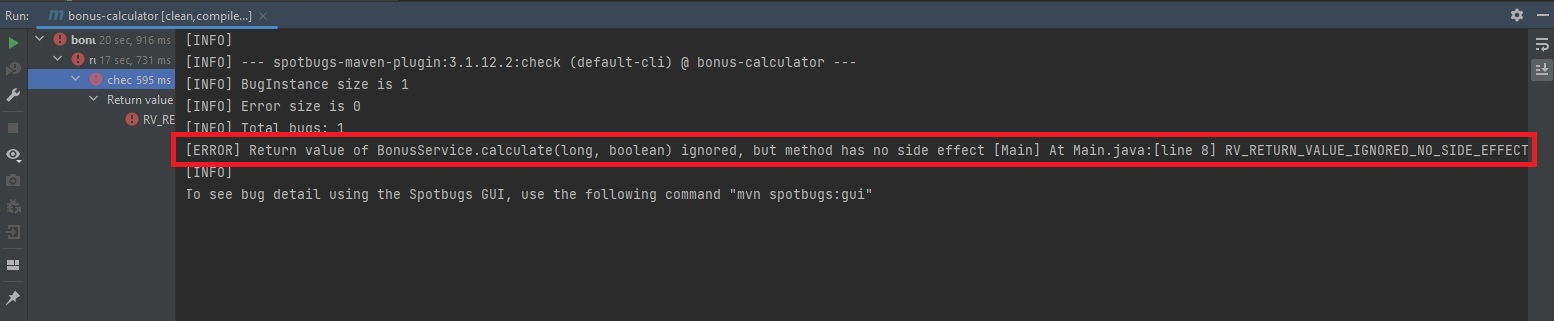 Run: bonus-calculator [clean,compile...]
20 sec, 916 ms
17 sec, 731 ms
chec 595 ms
Return value
RV_RE
[INFO]
[INFO] --- spotbugs-maven-plugin:3.1.12.2:check (default-cli) @ bonus-calculator ---
[INFO] BugInstance size is 1
[INFO] Error size is 0
[INFO] Total bugs: 1
[ERROR] Return value of BonusService.calculate(long, boolean) ignored, but method has no side effect [Main] At Main.java:[line 8] RV_RETURN_VALUE_IGNORED_NO_SIDE_EFFECT
[INFO]
To see bug detail using the Spotbugs GUI, use the following command "mvn spotbugs:gui"